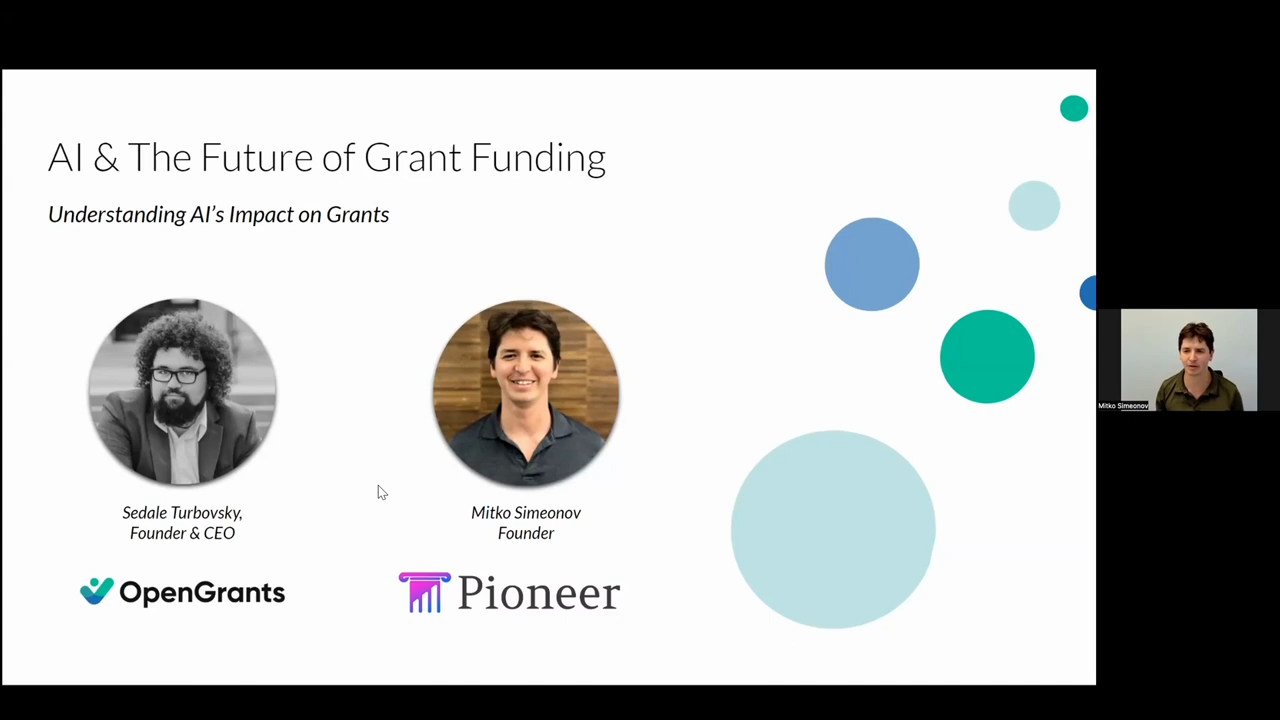 AI & The Future of Grant Funding
Understanding AI’s Impact on Grants
Sedale Turbovsky,
Founder & CEO
OpenGrants
Mitko Simeonov
Founder
Pioneer
Mitko Simeonov